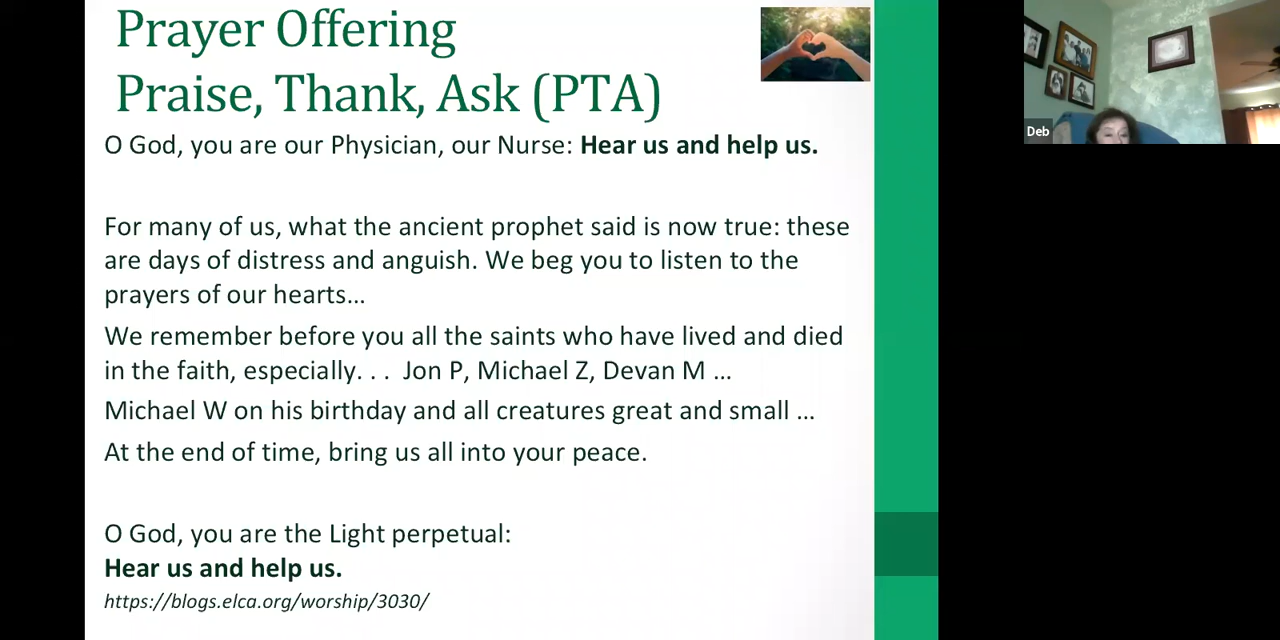 Prayer Offering
Praise, Thank, Ask (PTA)
O God, you are our Physician, our Nurse: Hear us and help us.
For many of us, what the ancient prophet said is now true: these
are days of distress and anguish. We beg you to listen to the
prayers of our hearts…
We remember before you all the saints who have lived and died
in the faith, especially. . .  Jon P, Michael Z, Devan M …
Michael W on his birthday and all creatures great and small …
At the end of time, bring us all into your peace.
O God, you are the Light perpetual:
Hear us and help us.
https://blogs.elca.org/worship/3030/
Deb